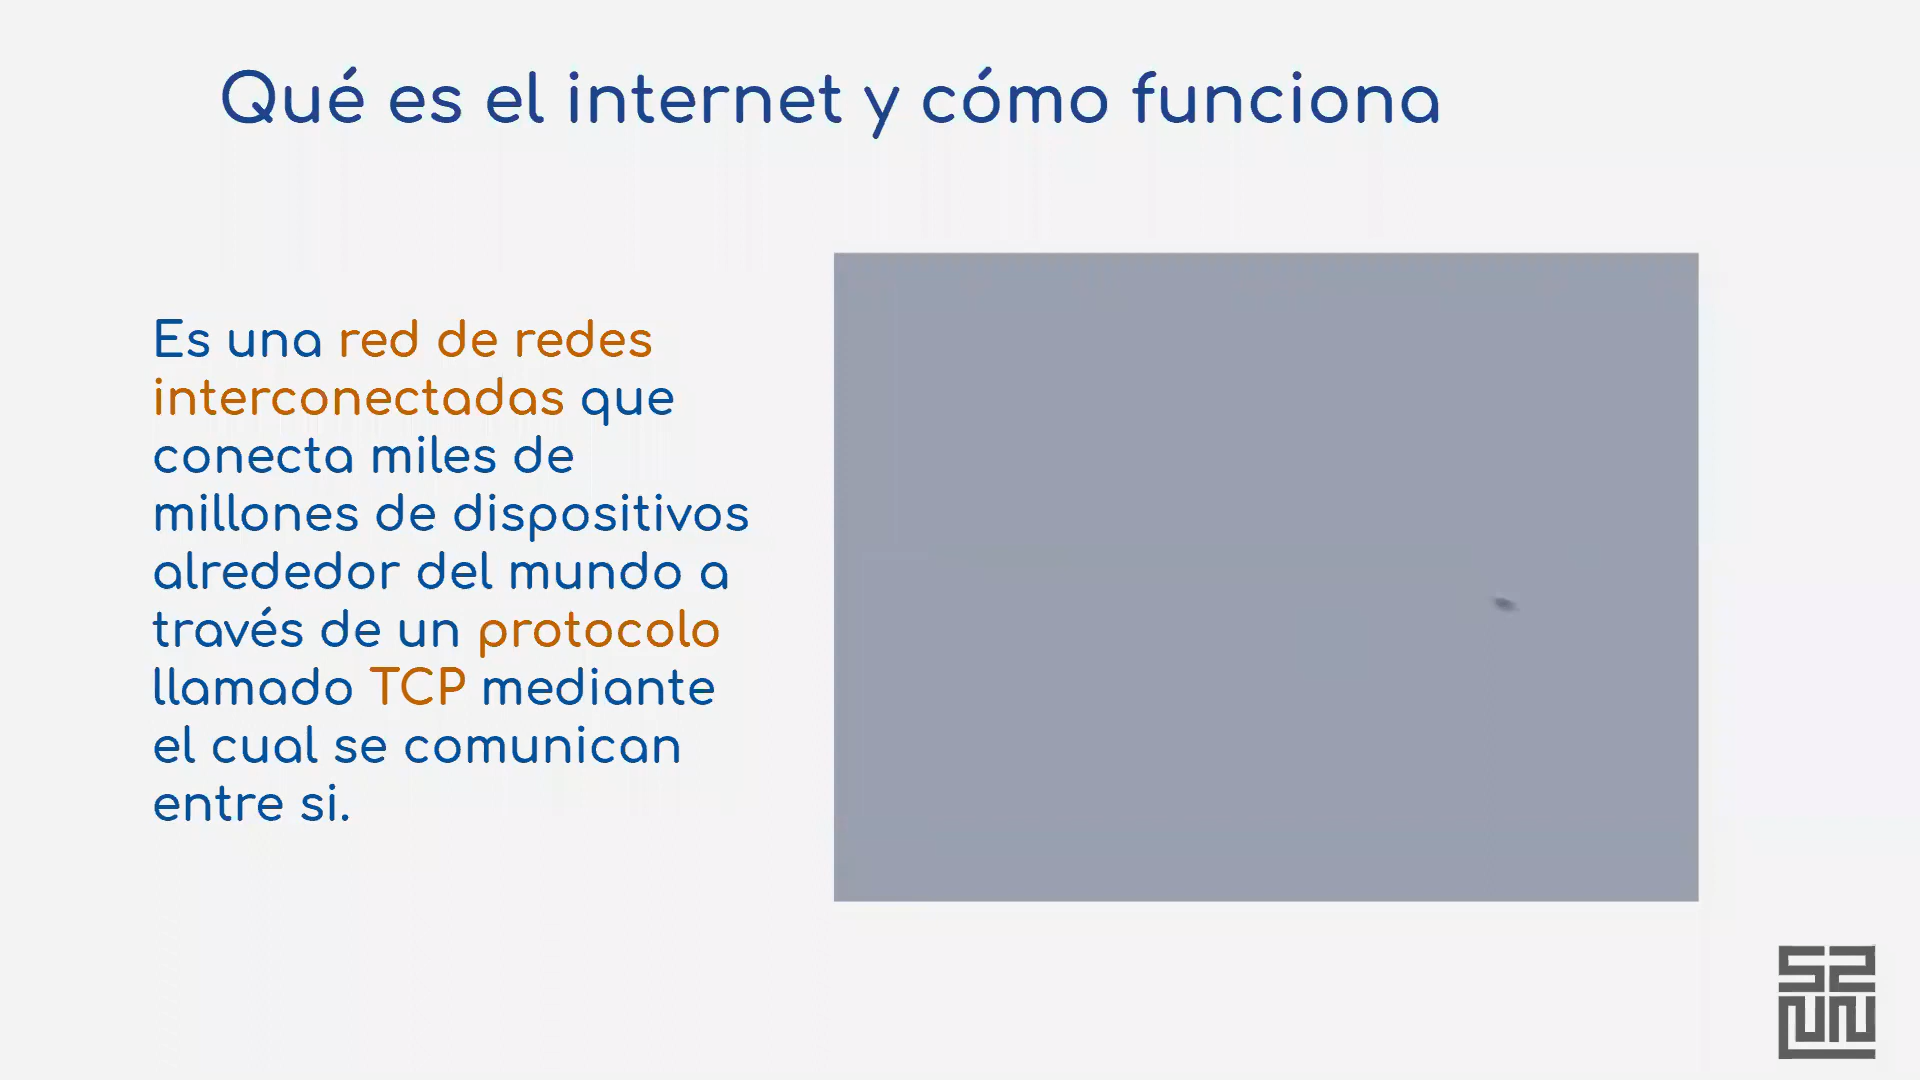 Qué es el internet y cómo funciona
Es una red de redes
interconectadas que
conecta miles de
millones de dispositivos
alrededor del mundo a
través de un protocolo
llamado TCP mediante
el cual se comunican
entre si.